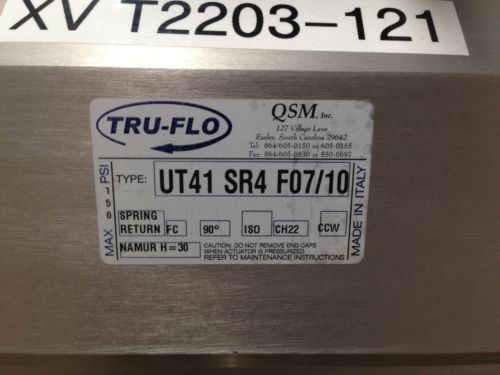 XV T2203-121
TRU-FLO
QSM, Inc.
127 Village Lane
Easley, South Carolina 29642
Tel. 864/605-0150 or 605-0155
Fax 864/605-0830 or 850-0697
MAX PSI 150
TYPE: UT41 SR4 F07/10
SPRING
RETURN FC 90° ISO CH22 CCW
NAMUR H=30
CAUTION: DO NOT REMOVE END CAPS
WHEN ACTUATOR IS PRESSURIZED.
REFER TO MAINTENANCE INSTRUCTIONS
MADE IN ITALY